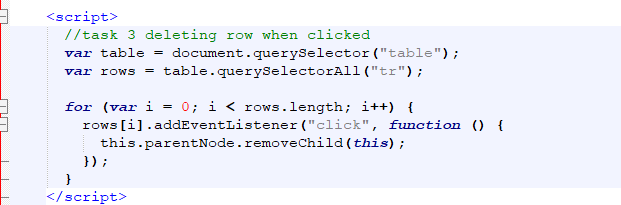 <script>
//task 3 deleting row when clicked
var table = document.querySelector("table");
var rows = table.querySelectorAll("tr");
for (var i = 0; i < rows.length; i++) {
rows[i].addEventListener("click", function () {
this.parentNode.removeChild(this);
});
}
</script>